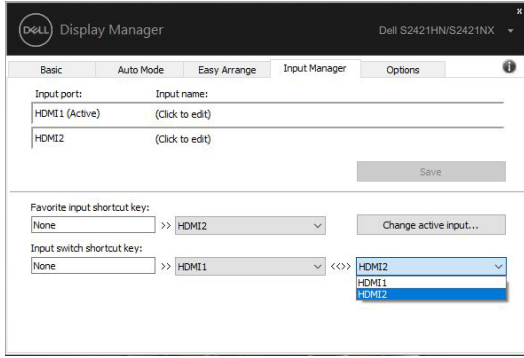 DELL Display Manager Dell S2421HN/S2421NX
x
Basic Auto Mode Easy Arrange Input Manager Options i
Input port: Input name:
HDMI1 (Active) (Click to edit)
HDMI2 (Click to edit)
Save
Favorite input shortcut key:
None >> HDMI2 Change active input...
Input switch shortcut key:
None >> HDMI1 <<>> HDMI2
HDMI1
HDMI2